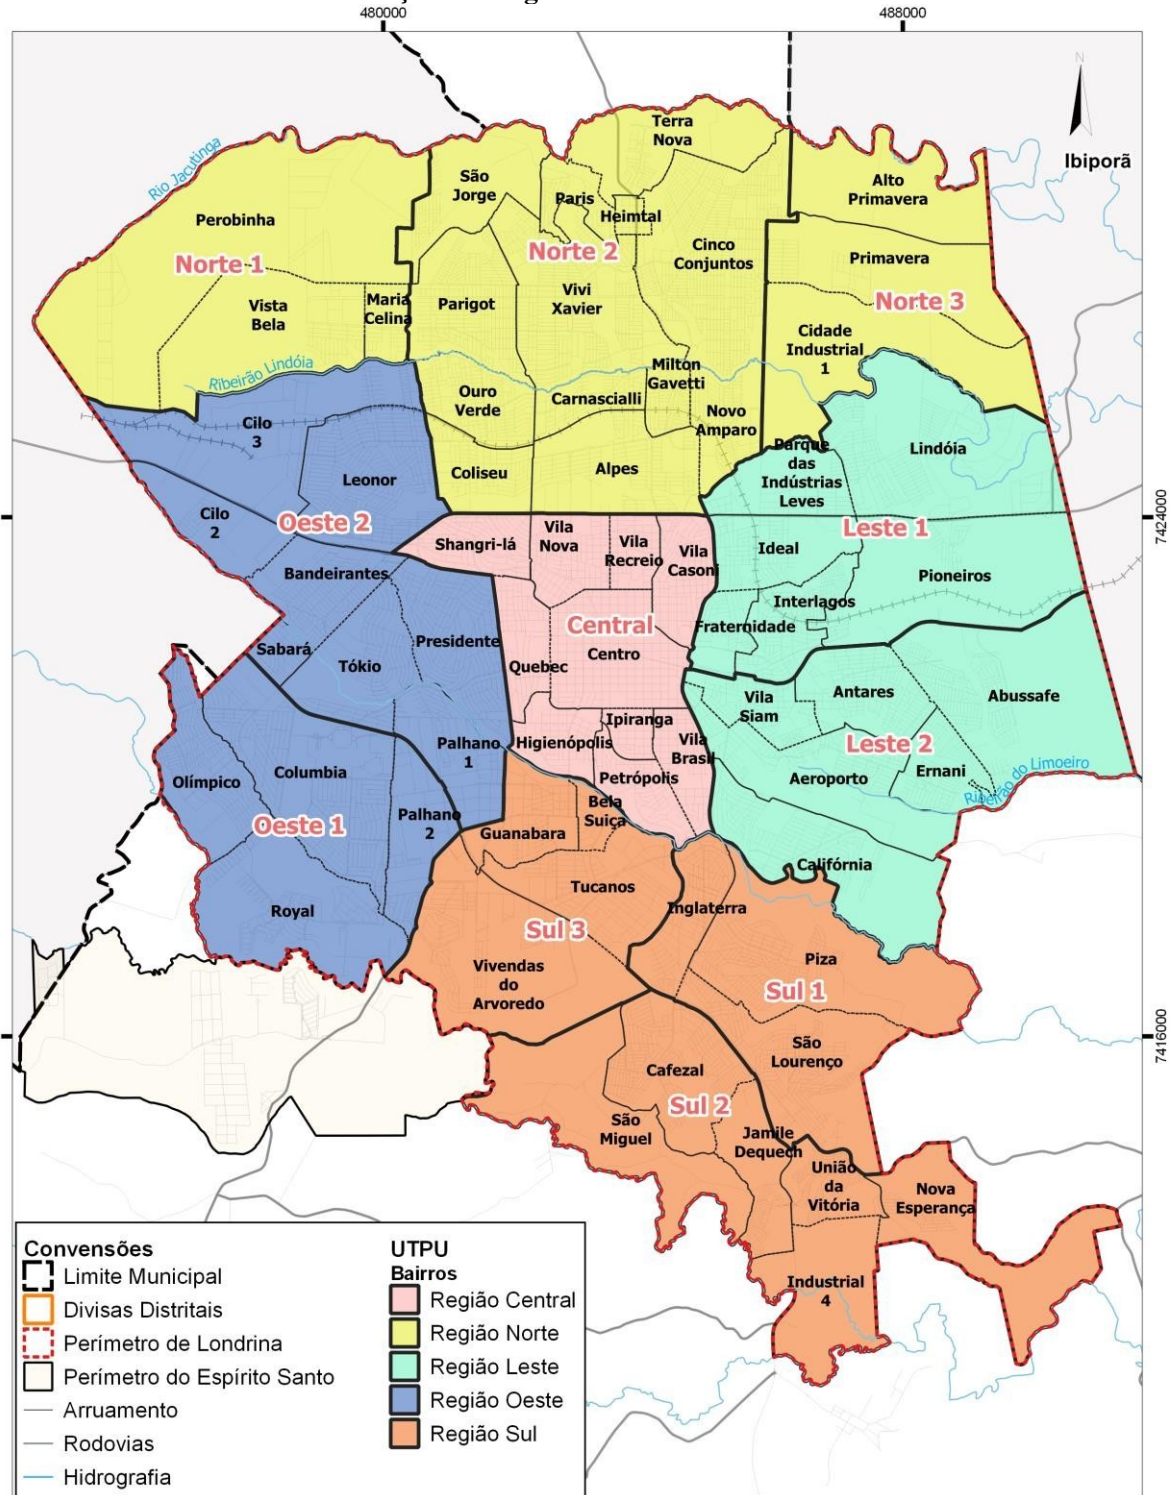 480000
488000
N
Ibiporã
Rio Jacutinga
Terra
Nova
São
Jorge
Paris
Heimtal
Alto
Primavera
Perobinha
Norte 1
Norte 2
Cinco
Conjuntos
Primavera
Norte 3
Vista
Bela
Maria
Celina
Parigot
Vivi
Xavier
Cidade
Industrial
1
Ribeirão Lindóia
Ouro
Verde
Carnascialli
Milton
Gavetti
Novo
Amparo
Cilo
3
Leonor
Coliseu
Alpes
Parque
das
Indústrias
Leves
Lindóia
Cilo
2
Oeste 2
Shangri-lá
Vila
Nova
Vila
Recreio
Vila
Casoni
Ideal
Leste 1
7424000
Bandeirantes
Pioneiros
Interlagos
Fraternidade
Central
Centro
Sabará
Tókio
Presidente
Quebec
Vila
Siam
Antares
Abussafe
Ipiranga
Higienópolis
Vila
Brasil
Petrópolis
Leste 2
Aeroporto
Ernani
Ribeirão do Limoeiro
Olímpico
Columbia
Palhano
1
Oeste 1
Palhano
2
Guanabara
Bela
Suiça
Califórnia
Tucanos
Inglaterra
Royal
Sul 3
Vivendas
do
Arvoredo
Piza
Sul 1
São
Lourenço
7416000
Cafezal
Sul 2
São
Miguel
Jamile
Dequech
União
da
Vitória
Nova
Esperança
Industrial
4
Convensões
Limite Municipal
Divisas Distritais
Perímetro de Londrina
Perímetro do Espírito Santo
Arruamento
Rodovias
Hidrografia
UTPU
Bairros
Região Central
Região Norte
Região Leste
Região Oeste
Região Sul